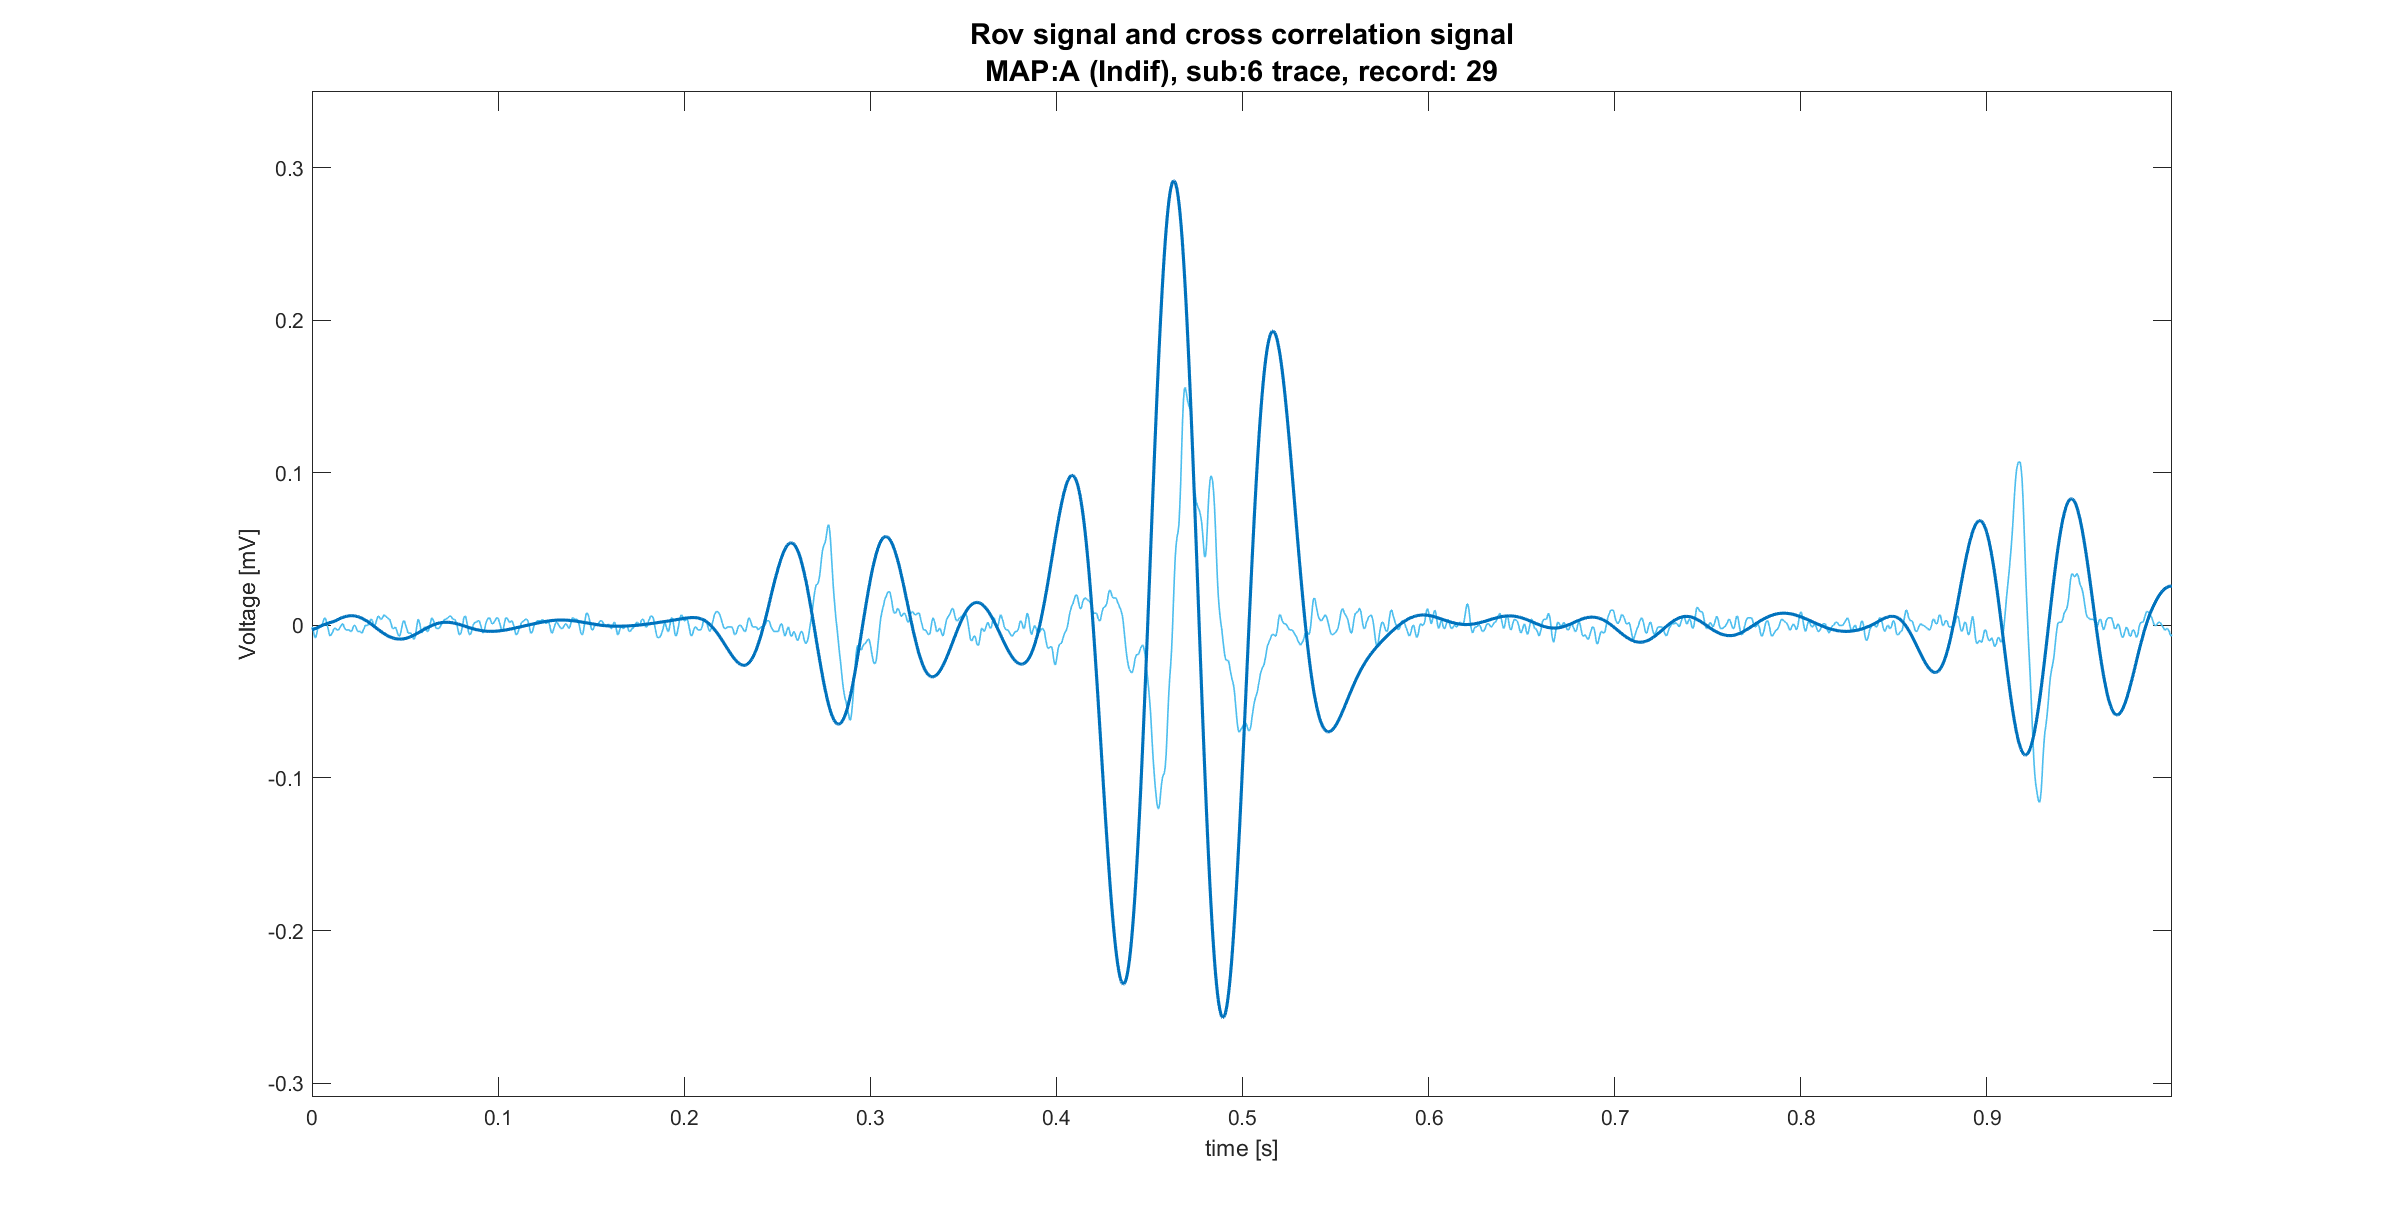 Rov signal and cross correlation signal
MAP:A (Indif), sub:6 trace, record: 29
0.3
0.2
0.1
0
-0.1
-0.2
-0.3
Voltage [mV]
0 0.1 0.2 0.3 0.4 0.5 0.6 0.7 0.8 0.9
time [s]